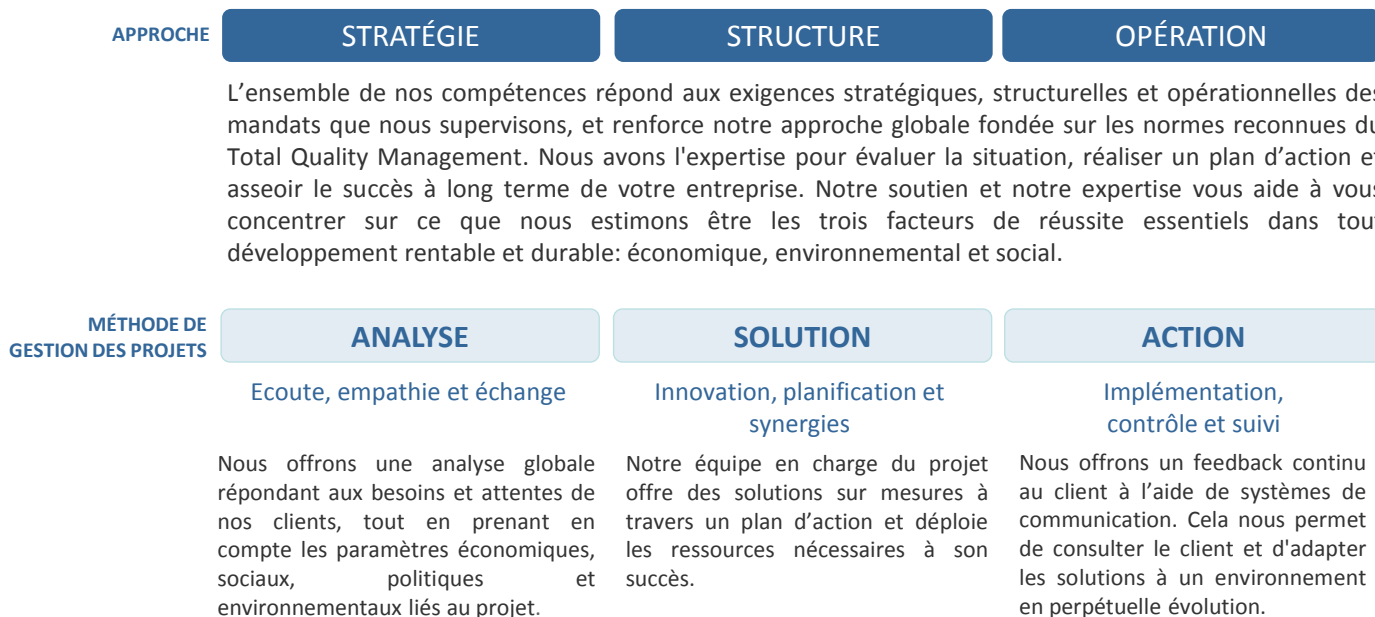 APPROCHE
STRATÉGIE
STRUCTURE
OPÉRATION
L'ensemble de nos compétences répond aux exigences stratégiques, structurelles et opérationnelles des
mandats que nous supervisons, et renforce notre approche globale fondée sur les normes reconnues du
Total Quality Management. Nous avons l'expertise pour évaluer la situation, réaliser un plan d'action et
asseoir le succès à long terme de votre entreprise. Notre soutien et notre expertise vous aide à vous
concentrer sur ce que nous estimons être les trois facteurs de réussite essentiels dans tout
développement rentable et durable: économique, environnemental et social.
MÉTHODE DE
GESTION DES PROJETS
ANALYSE
Ecoute, empathie et échange
Nous offrons une analyse globale
répondant aux besoins et attentes de
nos clients, tout en prenant en
compte les paramètres économiques,
sociaux, politiques et
environnementaux liés au projet.
SOLUTION
Innovation, planification et
synergies
Notre équipe en charge du projet
offre des solutions sur mesures à
travers un plan d'action et déploie
les ressources nécessaires à son
succès.
ACTION
Implémentation,
contrôle et suivi
Nous offrons un feedback continu
au client à l'aide de systèmes de
communication. Cela nous permet
de consulter le client et d'adapter
les solutions à un environnement
en perpétuelle évolution.